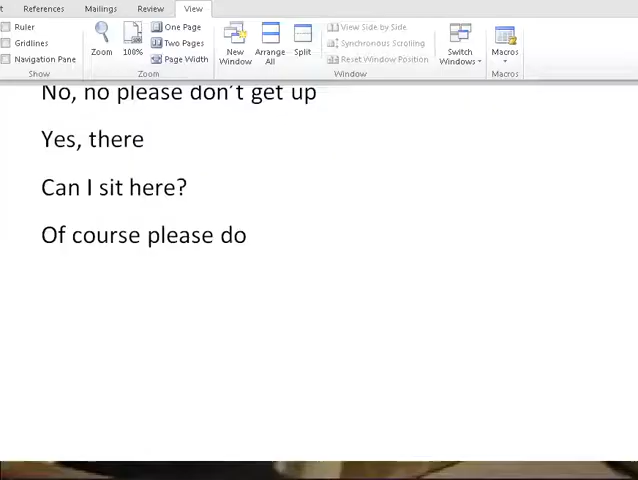 References Mailings Review View
Ruler
Gridlines
Navigation Pane
Show
Zoom
100%
One Page
Two Pages
Page Width
Zoom
New Window
Arrange All
Split
View Side by Side
Synchronous Scrolling
Reset Window Position
Window
Switch Windows
Macros
Macros
No, no please don't get up
Yes, there
Can I sit here?
Of course please do